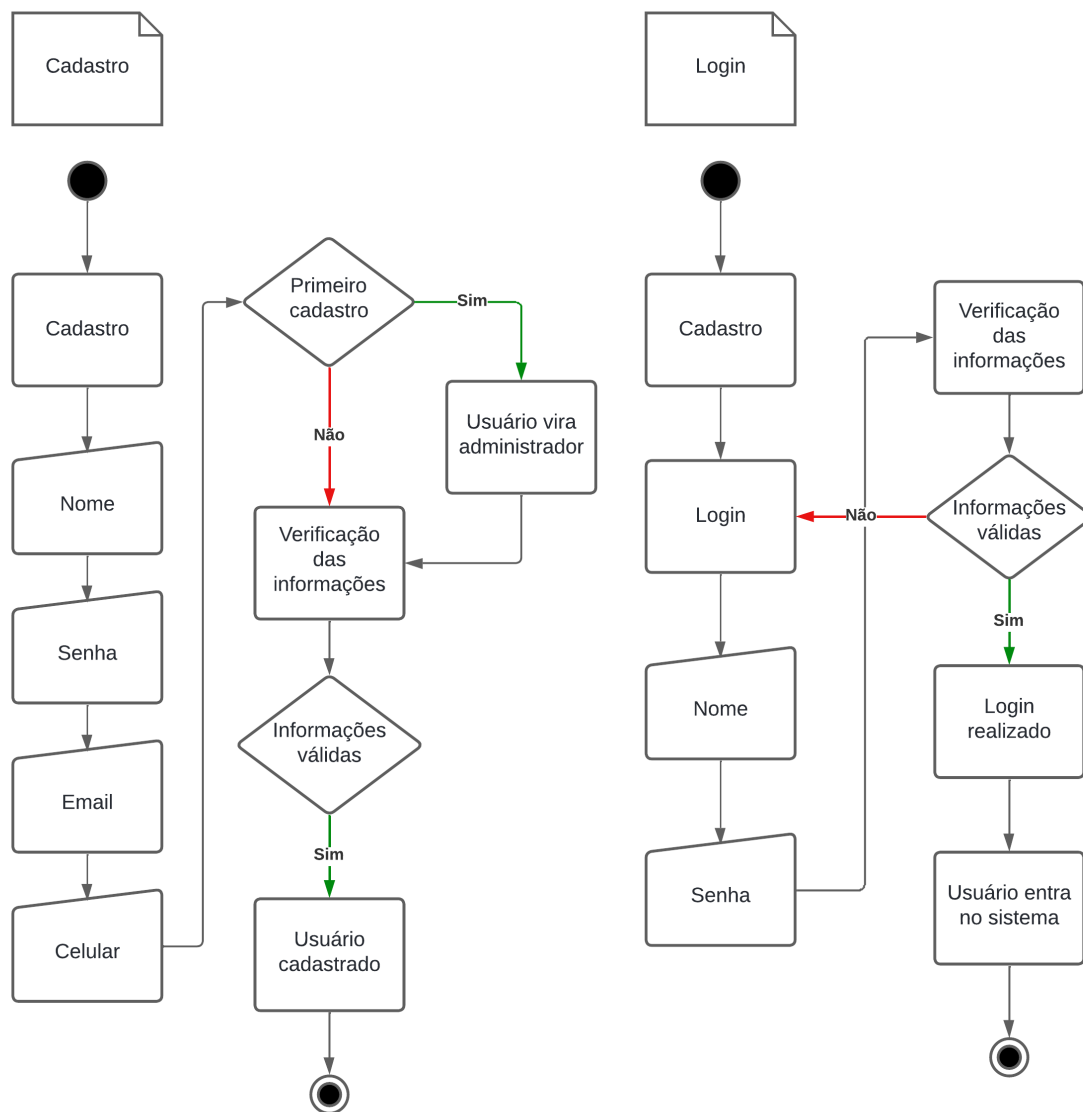 Cadastro
Cadastro
Nome
Senha
Email
Celular
Primeiro
cadastro
Sim
Usuário vira
administrador
Não
Verificação
das
informações
Informações
válidas
Sim
Usuário
cadastrado
Login
Cadastro
Login
Nome
Senha
Verificação
das
informações
Informações
válidas
Não
Sim
Login
realizado
Usuário entra
no sistema